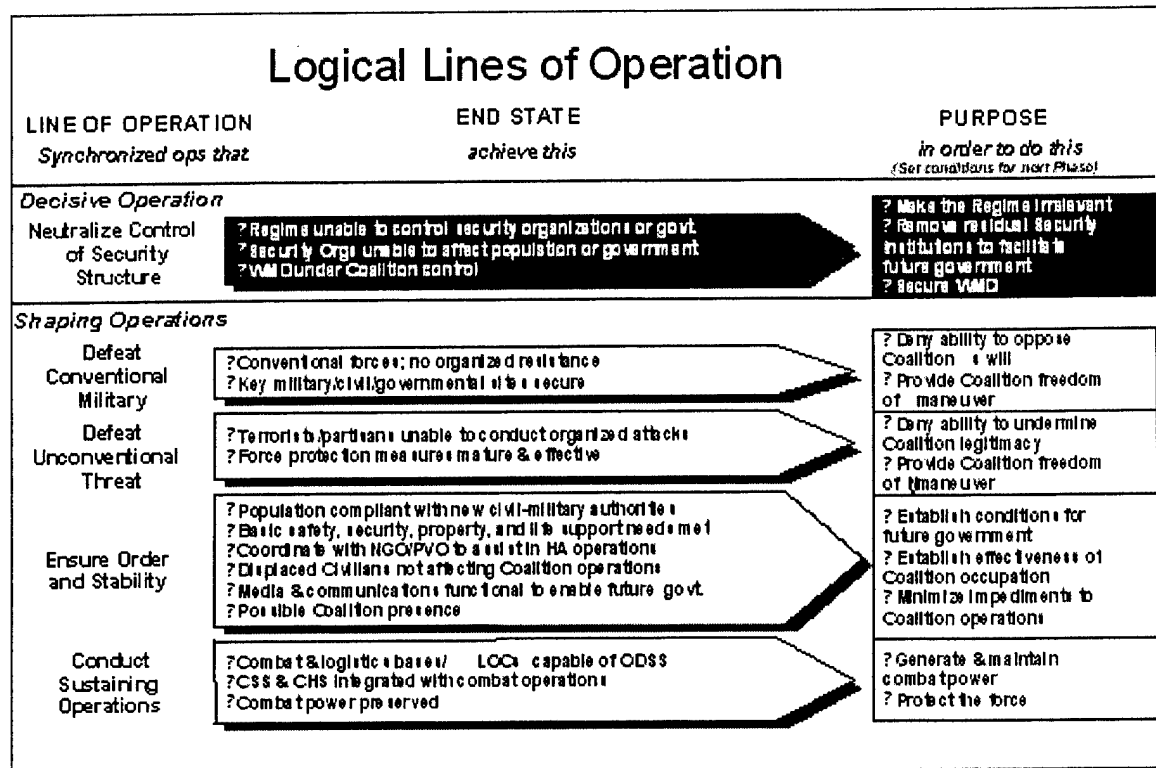 Logical Lines of Operation
LINE OF OPERATION
Synchronized ops that
END STATE
achieve this
PURPOSE
in order to do this
(Set conditions for next Phase)
Decisive Operation
Neutralize Control
of Security
Structure
? Regime unable to control security organizations or govt.
? Security Orgs unable to affect population or government
? WMD under Coalition control
? Make the Regime Irrelevant
? Remove residual Security
Institutions to facilitate
future government
? Secure WMD
Shaping Operations
Defeat
Conventional
Military
? Conventional forces; no organized resistance
? Key military/civil/governmental sites secure
? Deny ability to oppose
Coalition s will
? Provide Coalition freedom
of maneuver
Defeat
Unconventional
Threat
? Terrorists/partisans unable to conduct organized attacks
? Force protection measures mature & effective
? Deny ability to undermine
Coalition legitimacy
? Provide Coalition freedom
of maneuver
Ensure Order
and Stability
? Population compliant with new civil-military authorities
? Basic safety, security, property, and life support needs met
? Coordinate with NGO/PVO to assist in HA operations
? Displaced Civilians not affecting Coalition operations
? Media & communications functional to enable future govt.
? Possible Coalition presence
? Establish conditions for
future government
? Establish effectiveness of
Coalition occupation
? Minimize impediments to
Coalition operations
Conduct
Sustaining
Operations
? Combat & logistics bases/ LOCs capable of ODSS
? CSS & CHS integrated with combat operations
? Combat power preserved
? Generate & maintain
combat power
? Protect the force